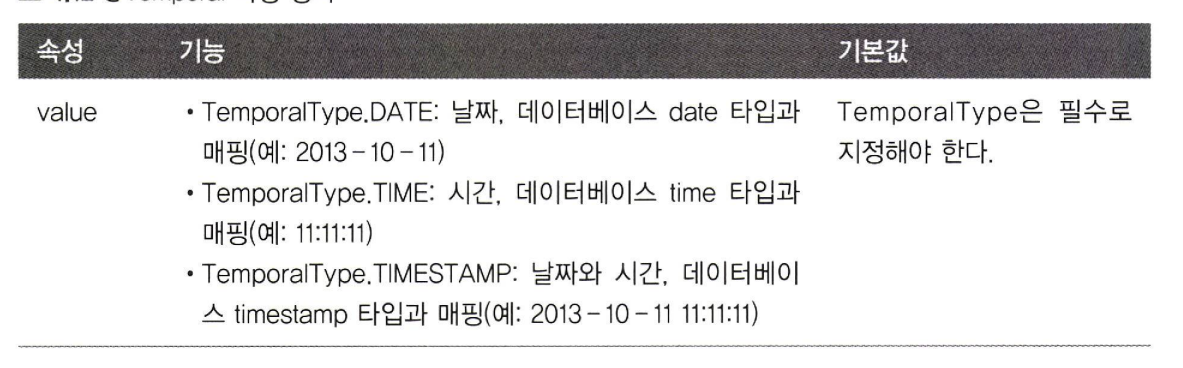 속성 기능 기본값
value • TemporalType.DATE: 날짜, 데이터베이스 date 타입과 TemporalType은 필수로
매핑(예: 2013-10-11) 지정해야 한다.
• TemporalType.TIME: 시간, 데이터베이스 time 타입과
매핑(예: 11:11:11)
• TemporalType.TIMESTAMP: 날짜와 시간, 데이터베이
스 timestamp 타입과 매핑(예: 2013-10-11 11:11:11)